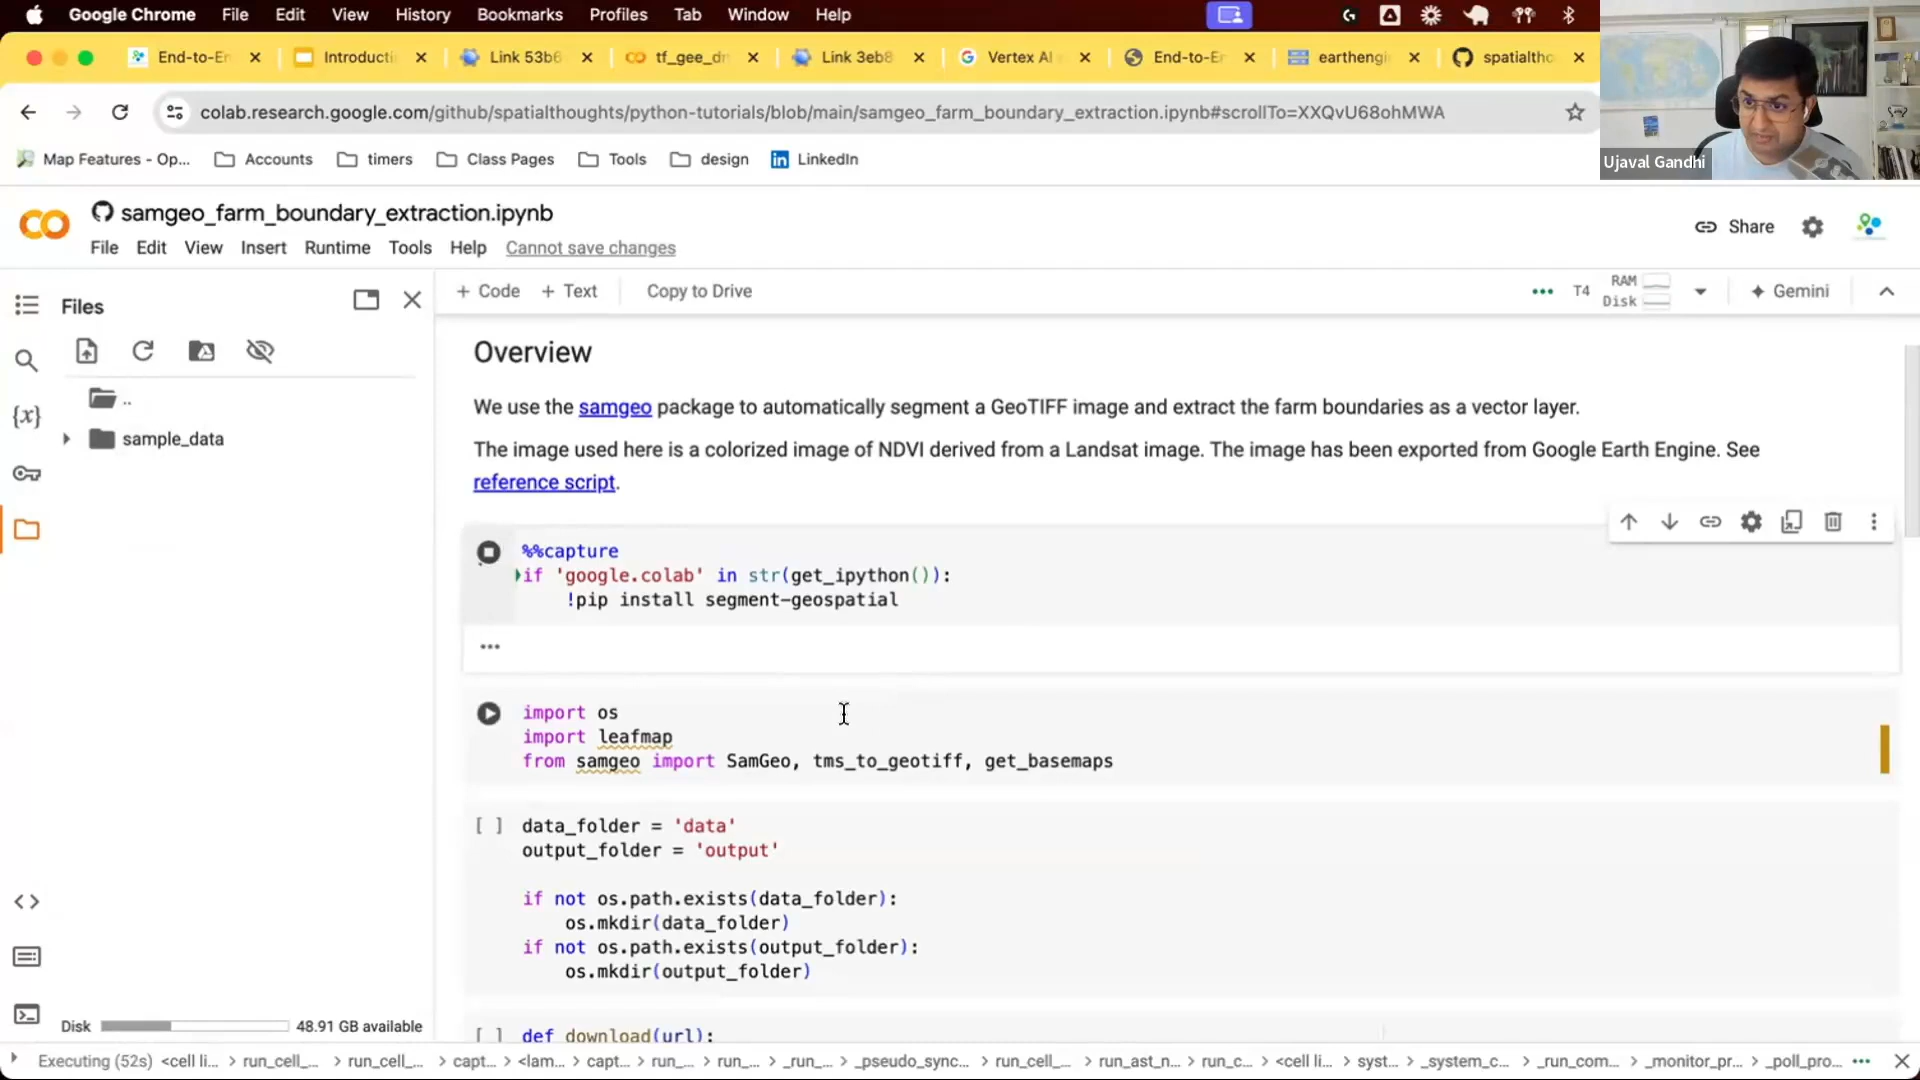 Google Chrome File Edit View History Bookmarks Profiles Tab Window Help
End-to-En Introducti Link 53b6 tf_gee_dr Link 3eb8 Vertex AI End-to-En earthengi spatialtho
colab.research.google.com/github/spatialthoughts/python-tutorials/blob/main/samgeo_farm_boundary_extraction.ipynb#scrollTo=XXQvU68ohMWA
Map Features - Op... Accounts timers Class Pages Tools design LinkedIn
Ujaval Gandhi
samgeo_farm_boundary_extraction.ipynb
File Edit View Insert Runtime Tools Help Cannot save changes
Share
Files
+ Code + Text Copy to Drive
T4 RAM Disk Gemini
..
sample_data
Overview
We use the samgeo package to automatically segment a GeoTIFF image and extract the farm boundaries as a vector layer.
The image used here is a colorized image of NDVI derived from a Landsat image. The image has been exported from Google Earth Engine. See
reference script.
%%capture
if 'google.colab' in str(get_ipython()):
!pip install segment-geospatial
import os
import leafmap
from samgeo import SamGeo, tms_to_geotiff, get_basemaps
[ ] data_folder = 'data'
output_folder = 'output'
if not os.path.exists(data_folder):
os.mkdir(data_folder)
if not os.path.exists(output_folder):
os.mkdir(output_folder)
[ ] def download(url):
Disk 48.91 GB available
Executing (52s) <cell li... run_cell_... run_cell_... capt... <lam... capt... run_... run_... _run_... _pseudo_sync... run_cell_... run_ast_n... run_c... <cell li... syst... _system_c... _run_com... _monitor_pr... _poll_pro...